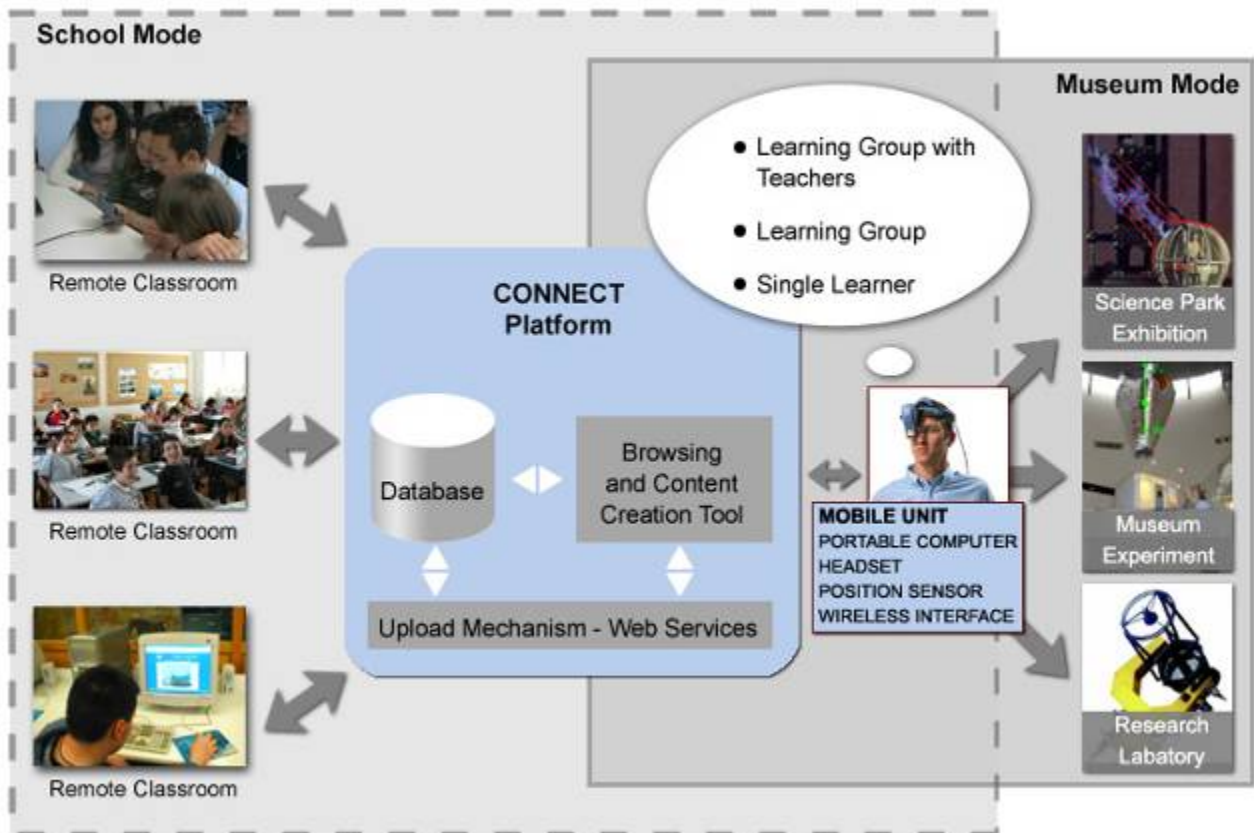 School Mode
Museum Mode
Remote Classroom
Remote Classroom
Remote Classroom
CONNECT
Platform
Database
Browsing
and Content
Creation Tool
Upload Mechanism - Web Services
● Learning Group with
Teachers
● Learning Group
● Single Learner
MOBILE UNIT
PORTABLE COMPUTER
HEADSET
POSITION SENSOR
WIRELESS INTERFACE
Science Park
Exhibition
Museum
Experiment
Research
Labatory